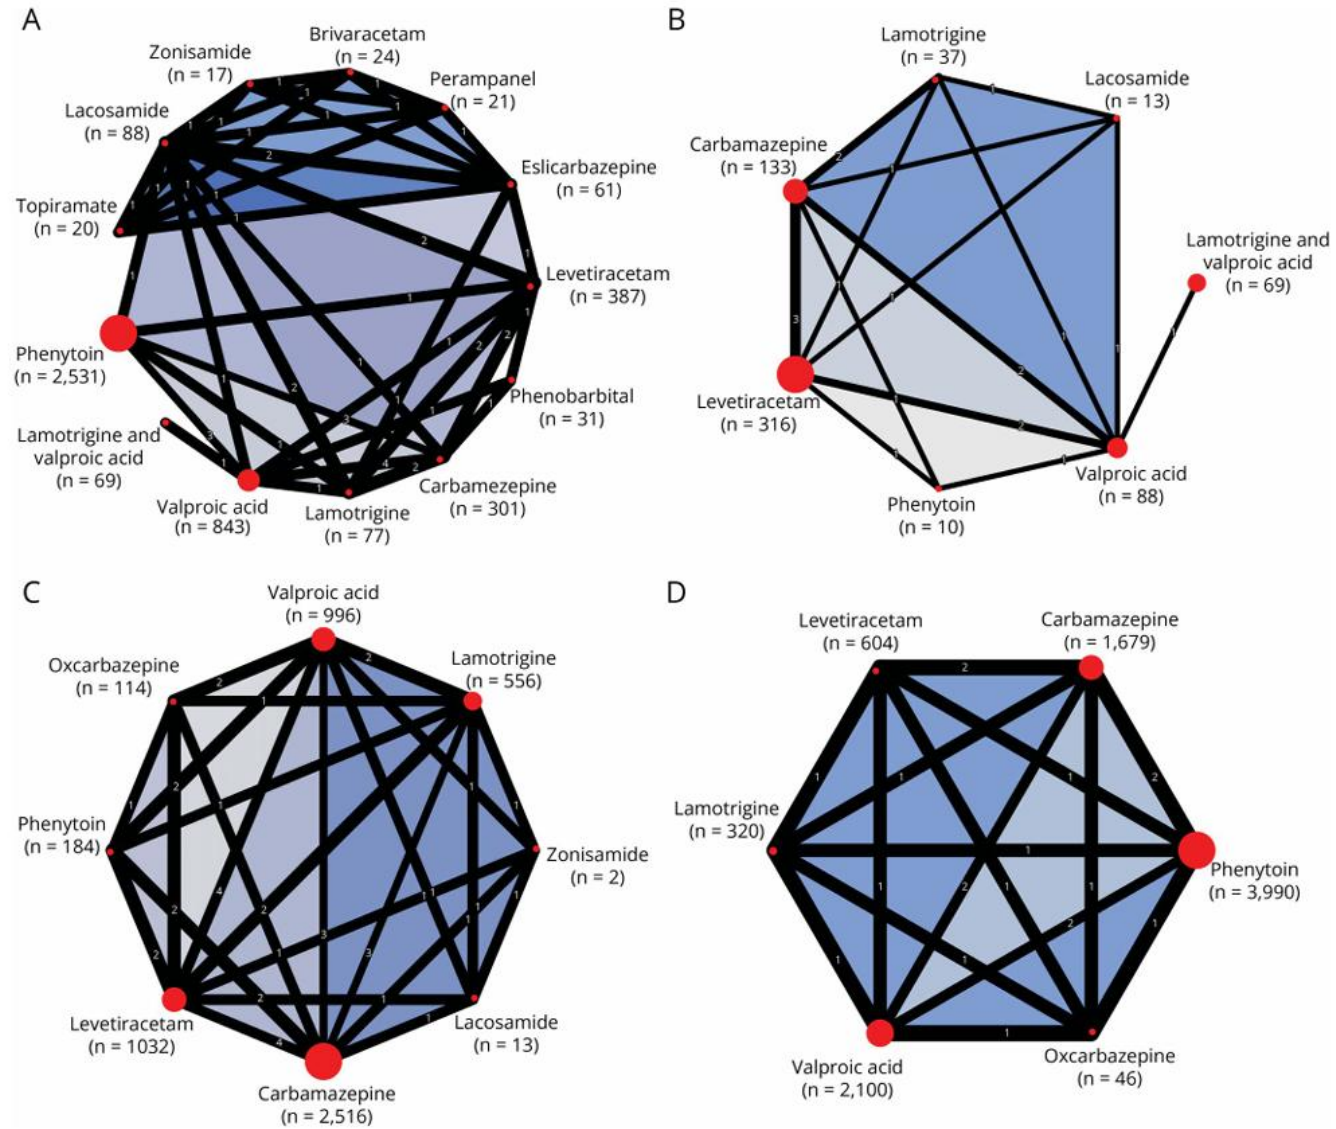 A
Brivaracetam
(n = 24)
Zonisamide
(n = 17)
Perampanel
(n = 21)
Lacosamide
(n = 88)
Eslicarbazepine
(n = 61)
Topiramate
(n = 20)
Levetiracetam
(n = 387)
Phenytoin
(n = 2,531)
Phenobarbital
(n = 31)
Lamotrigine and
valproic acid
(n = 69)
Carbamezepine
(n = 301)
Valproic acid
(n = 843)
Lamotrigine
(n = 77)
B
Lamotrigine
(n = 37)
Lacosamide
(n = 13)
Carbamazepine
(n = 133)
Lamotrigine and
valproic acid
(n = 69)
Levetiracetam
(n = 316)
Valproic acid
(n = 88)
Phenytoin
(n = 10)
C
Valproic acid
(n = 996)
Oxcarbazepine
(n = 114)
Lamotrigine
(n = 556)
Phenytoin
(n = 184)
Zonisamide
(n = 2)
Levetiracetam
(n = 1032)
Lacosamide
(n = 13)
Carbamazepine
(n = 2,516)
D
Levetiracetam
(n = 604)
Carbamazepine
(n = 1,679)
Lamotrigine
(n = 320)
Phenytoin
(n = 3,990)
Valproic acid
(n = 2,100)
Oxcarbazepine
(n = 46)